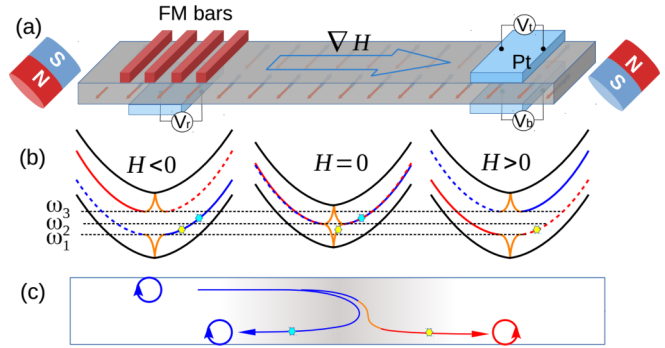 (a)
FM bars
∇ H
V_t
Pt
S
N
N
S
V_r
V_b
(b)
H<0
H=0
H>0
ω_3
ω_2
ω_1
(c)